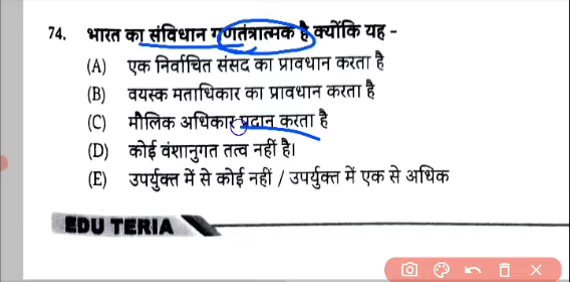 74. भारत का संविधान गणतंत्रात्मक है क्योंकि यह -
(A) एक निर्वाचित संसद का प्रावधान करता है
(B) वयस्क मताधिकार का प्रावधान करता है
(C) मौलिक अधिकार प्रदान करता है
(D) कोई वंशानुगत तत्व नहीं है।
(E) उपर्युक्त में से कोई नहीं / उपर्युक्त में एक से अधिक
EDU TERIA